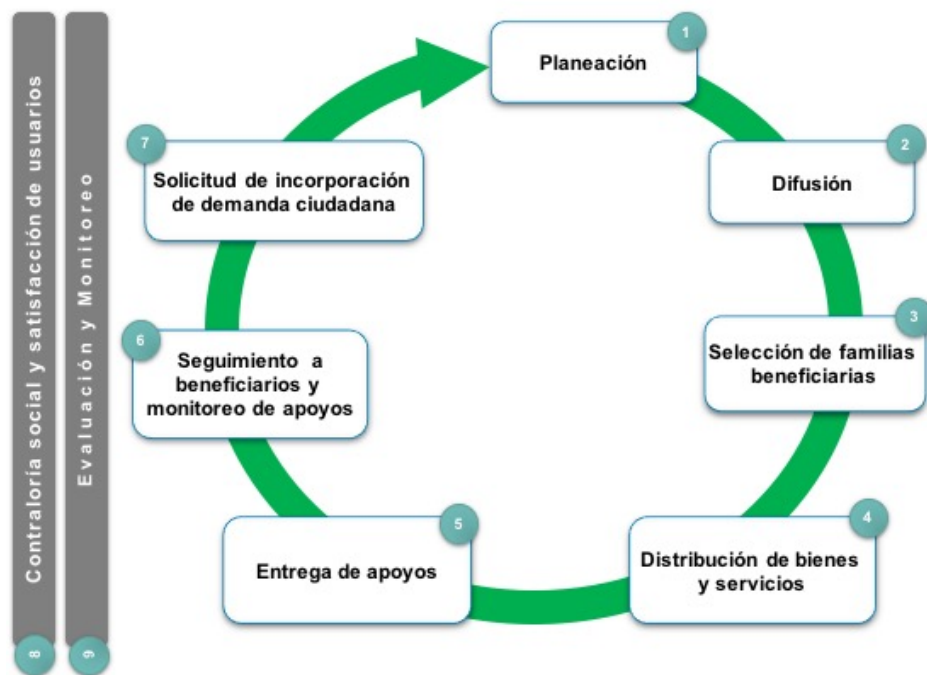 1
Planeación
2
Difusión
3
Selección de familias
beneficiarias
4
Distribución de bienes
y servicios
5
Entrega de apoyos
6
Seguimiento a
beneficiarios y
monitoreo de apoyos
7
Solicitud de incorporación
de demanda ciudadana
8
Contraloría social y satisfacción de usuarios
9
Evaluación y Monitoreo